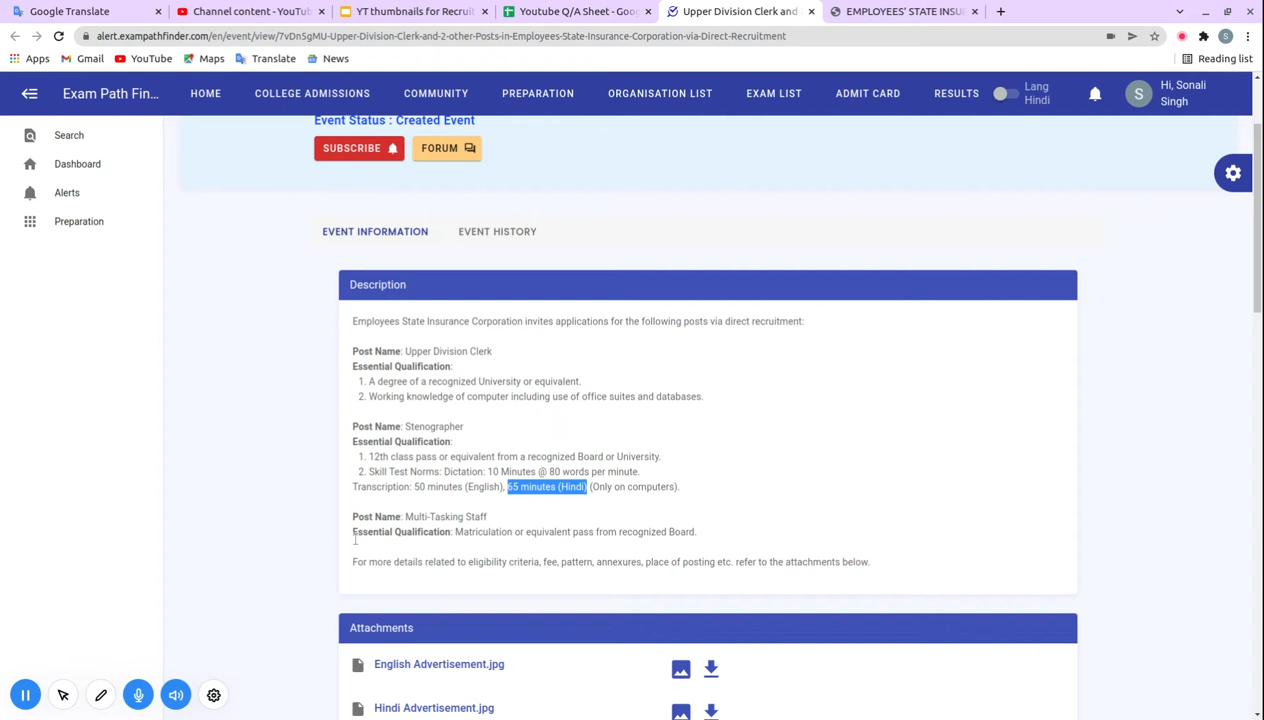 Google Translate
Channel content - YouTub
YT thumbnails for Recruit
Youtube Q/A Sheet - Goog
Upper Division Clerk and
EMPLOYEES' STATE INSU
alert.exampathfinder.com/en/event/view/7vDnSgMU-Upper-Division-Clerk-and-2-other-Posts-in-Employees-State-Insurance-Corporation-via-Direct-Recruitment
S
Apps
Gmail
YouTube
Maps
Translate
News
Reading list
Exam Path Fin...
HOME
COLLEGE ADMISSIONS
COMMUNITY
PREPARATION
ORGANISATION LIST
EXAM LIST
ADMIT CARD
RESULTS
Lang
Hindi
S
Hi, Sonali
Singh
Search
Dashboard
Alerts
Preparation
Event Status : Created Event
SUBSCRIBE
FORUM
EVENT INFORMATION
EVENT HISTORY
Description
Employees State Insurance Corporation invites applications for the following posts via direct recruitment:
Post Name: Upper Division Clerk
Essential Qualification:
1. A degree of a recognized University or equivalent.
2. Working knowledge of computer including use of office suites and databases.
Post Name: Stenographer
Essential Qualification:
1. 12th class pass or equivalent from a recognized Board or University.
2. Skill Test Norms: Dictation: 10 Minutes @ 80 words per minute.
Transcription: 50 minutes (English), 65 minutes (Hindi) (Only on computers).
Post Name: Multi-Tasking Staff
Essential Qualification: Matriculation or equivalent pass from recognized Board.
For more details related to eligibility criteria, fee, pattern, annexures, place of posting etc. refer to the attachments below.
Attachments
English Advertisement.jpg
Hindi Advertisement.jpg